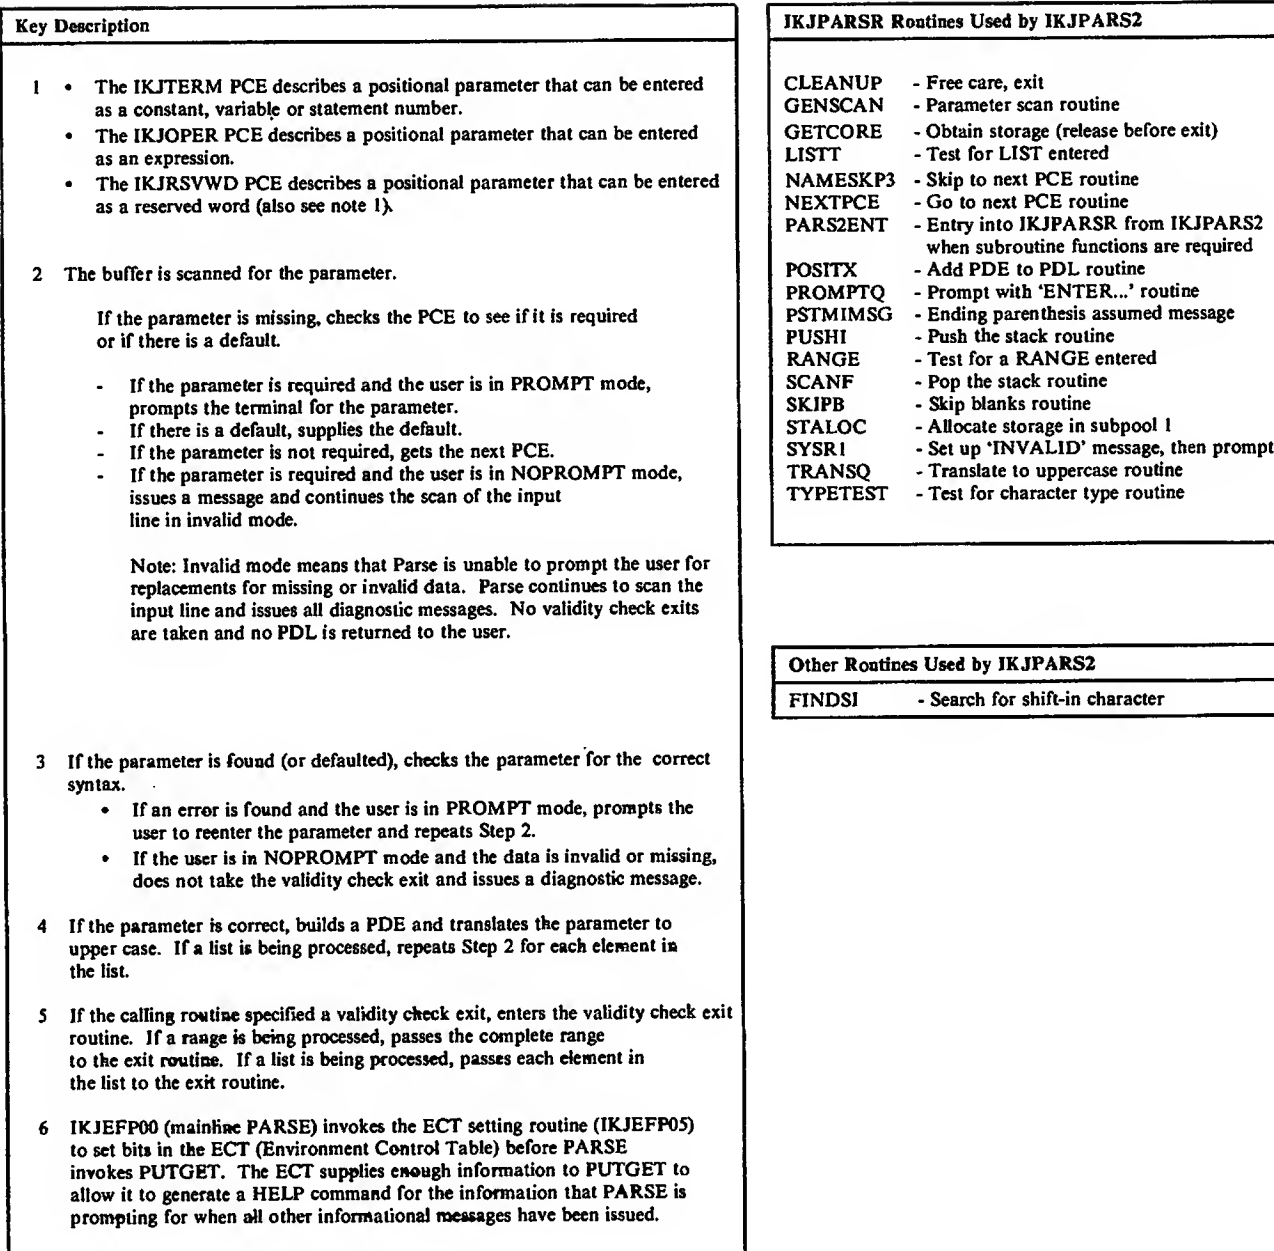 Key Description
1 • The IKJTERM PCE describes a positional parameter that can be entered
as a constant, variable or statement number.
• The IKJOPER PCE describes a positional parameter that can be entered
as an expression.
• The IKJRSVWD PCE describes a positional parameter that can be entered
as a reserved word (also see note 1).
2 The buffer is scanned for the parameter.
If the parameter is missing, checks the PCE to see if it is required
or if there is a default.
- If the parameter is required and the user is in PROMPT mode,
prompts the terminal for the parameter.
- If there is a default, supplies the default.
- If the parameter is not required, gets the next PCE.
- If the parameter is required and the user is in NOPROMPT mode,
issues a message and continues the scan of the input
line in invalid mode.
Note: Invalid mode means that Parse is unable to prompt the user for
replacements for missing or invalid data. Parse continues to scan the
input line and issues all diagnostic messages. No validity check exits
are taken and no PDL is returned to the user.
3 If the parameter is found (or defaulted), checks the parameter for the correct
syntax.
• If an error is found and the user is in PROMPT mode, prompts the
user to reenter the parameter and repeats Step 2.
• If the user is in NOPROMPT mode and the data is invalid or missing,
does not take the validity check exit and issues a diagnostic message.
4 If the parameter is correct, builds a PDE and translates the parameter to
upper case. If a list is being processed, repeats Step 2 for each element in
the list.
5 If the calling routine specified a validity check exit, enters the validity check exit
routine. If a range is being processed, passes the complete range
to the exit routine. If a list is being processed, passes each element in
the list to the exit routine.
6 IKJEFP00 (mainline PARSE) invokes the ECT setting routine (IKJEFP05)
to set bits in the ECT (Environment Control Table) before PARSE
invokes PUTGET. The ECT supplies enough information to PUTGET to
allow it to generate a HELP command for the information that PARSE is
prompting for when all other informational messages have been issued.
IKJPARSR Routines Used by IKJPARS2
CLEANUP - Free care, exit
GENSCAN - Parameter scan routine
GETCORE - Obtain storage (release before exit)
LISTT - Test for LIST entered
NAMESKP3 - Skip to next PCE routine
NEXTPCE - Go to next PCE routine
PARS2ENT - Entry into IKJPARSR from IKJPARS2
when subroutine functions are required
POSITX - Add PDE to PDL routine
PROMPTQ - Prompt with 'ENTER...' routine
PSTMIMSG - Ending parenthesis assumed message
PUSHI - Push the stack routine
RANGE - Test for a RANGE entered
SCANF - Pop the stack routine
SKIPB - Skip blanks routine
STALOC - Allocate storage in subpool 1
SYSR1 - Set up 'INVALID' message, then prompt
TRANSQ - Translate to uppercase routine
TYPETEST - Test for character type routine
Other Routines Used by IKJPARS2
FINDSI - Search for shift-in character